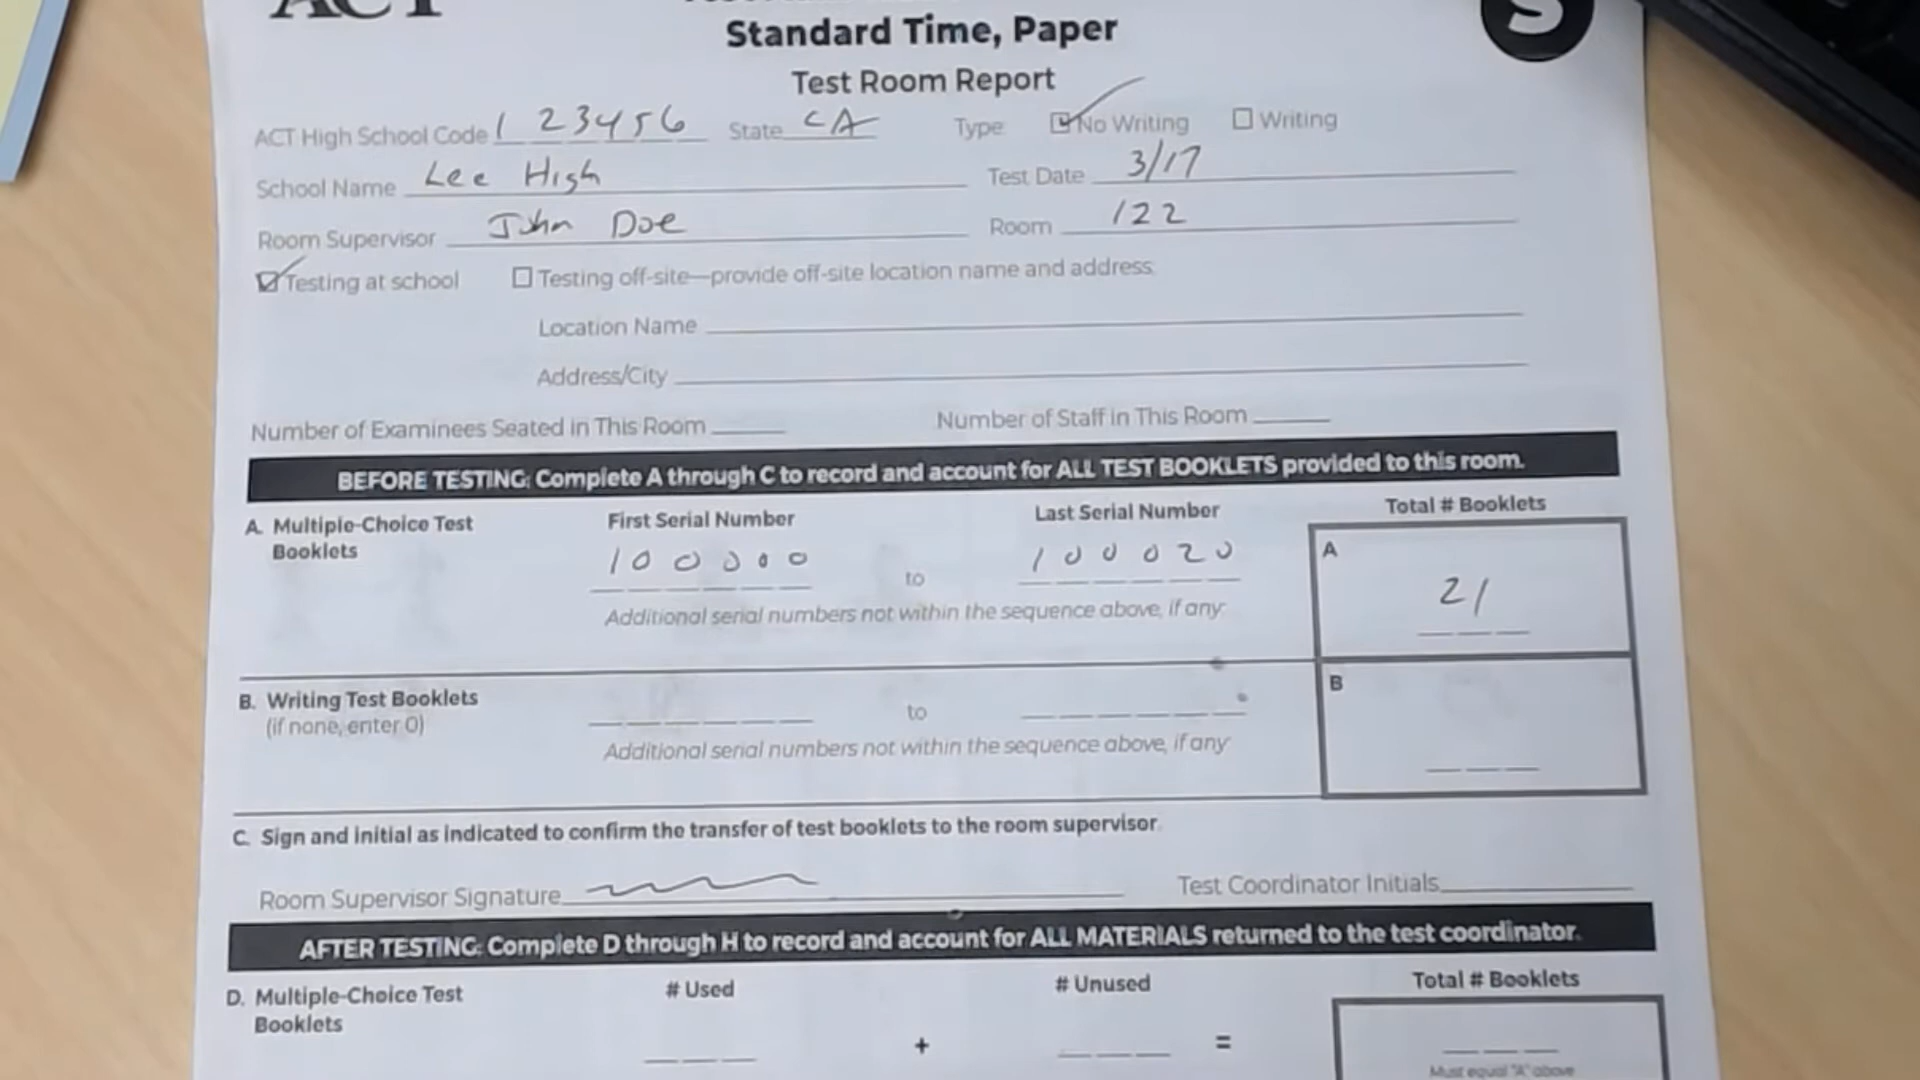 ACT
Standard Time, Paper
S
Test Room Report
ACT High School Code 1 23456 State CA Type ☑ No Writing ☐ Writing
School Name Lee High Test Date 3/17
Room Supervisor John Doe Room 122
☑ Testing at school ☐ Testing off-site—provide off-site location name and address:
Location Name
Address/City
Number of Examinees Seated in This Room Number of Staff in This Room
BEFORE TESTING: Complete A through C to record and account for ALL TEST BOOKLETS provided to this room.
A. Multiple-Choice Test Booklets First Serial Number Last Serial Number Total # Booklets
100000 to 100020 A 21
Additional serial numbers not within the sequence above, if any:
B. Writing Test Booklets to B
(if none, enter 0)
Additional serial numbers not within the sequence above, if any:
C. Sign and initial as indicated to confirm the transfer of test booklets to the room supervisor.
Room Supervisor Signature Test Coordinator Initials
AFTER TESTING: Complete D through H to record and account for ALL MATERIALS returned to the test coordinator.
D. Multiple-Choice Test Booklets # Used # Unused Total # Booklets
+ =
Must equal "A" above